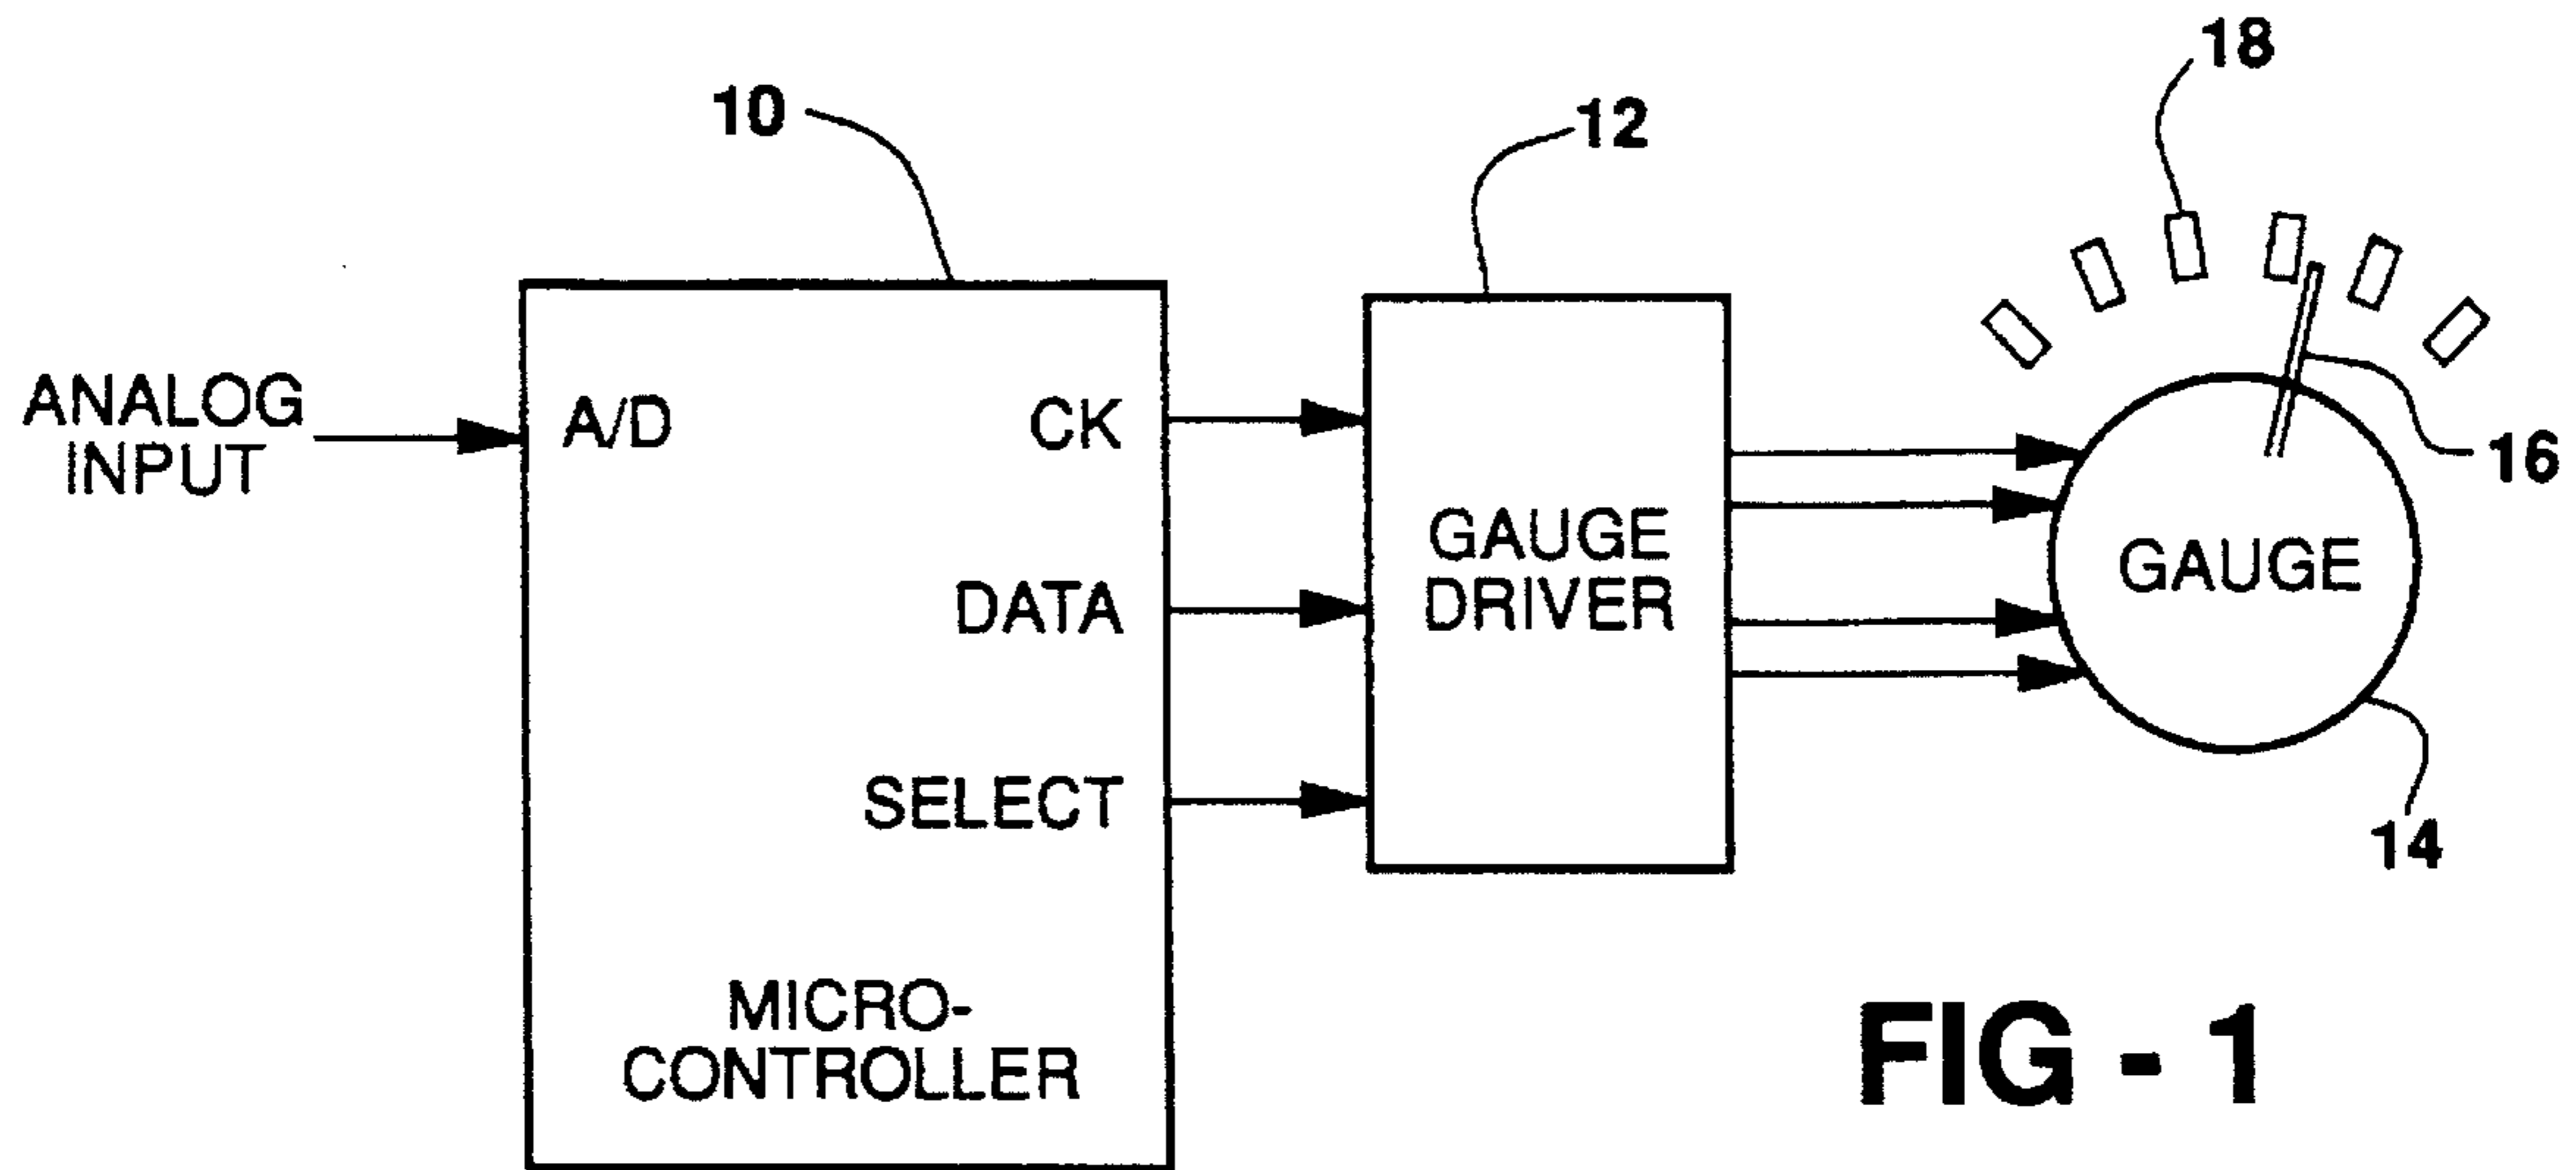 18
10
12
ANALOG
INPUT
A/D
CK
16
GAUGE
DRIVER
GAUGE
DATA
SELECT
14
MICRO-
CONTROLLER
FIG - 1